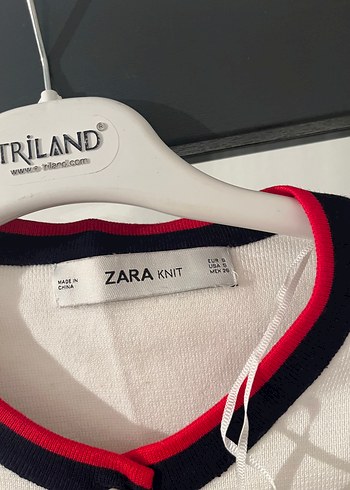 TRILAND®
www.e-triland.com
MADE IN
CHINA
ZARA KNIT
EUR S
USA S
MEX 26